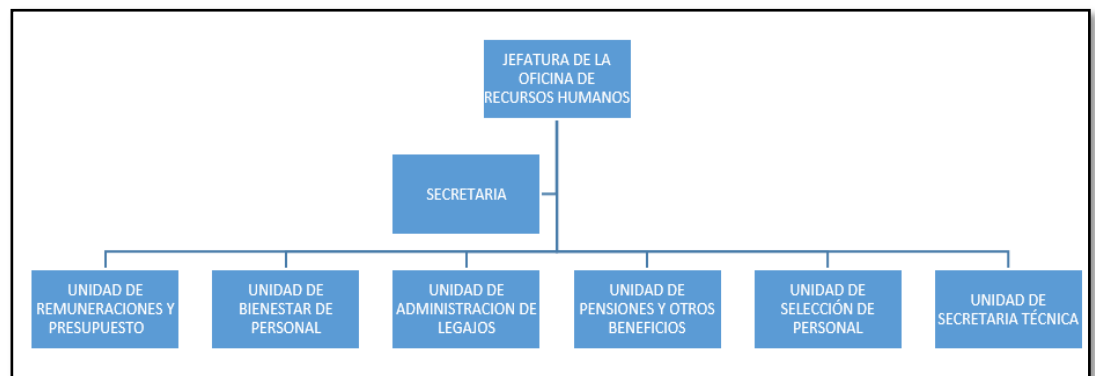 JEFATURA DE LA
OFICINA DE
RECURSOS HUMANOS
SECRETARIA
UNIDAD DE
REMUNERACIONES Y
PRESUPUESTO
UNIDAD DE
BIENESTAR DE
PERSONAL
UNIDAD DE
ADMINISTRACION DE
LEGAJOS
UNIDAD DE
PENSIONES Y OTROS
BENEFICIOS
UNIDAD DE
SELECCIÓN DE
PERSONAL
UNIDAD DE
SECRETARIA TÉCNICA